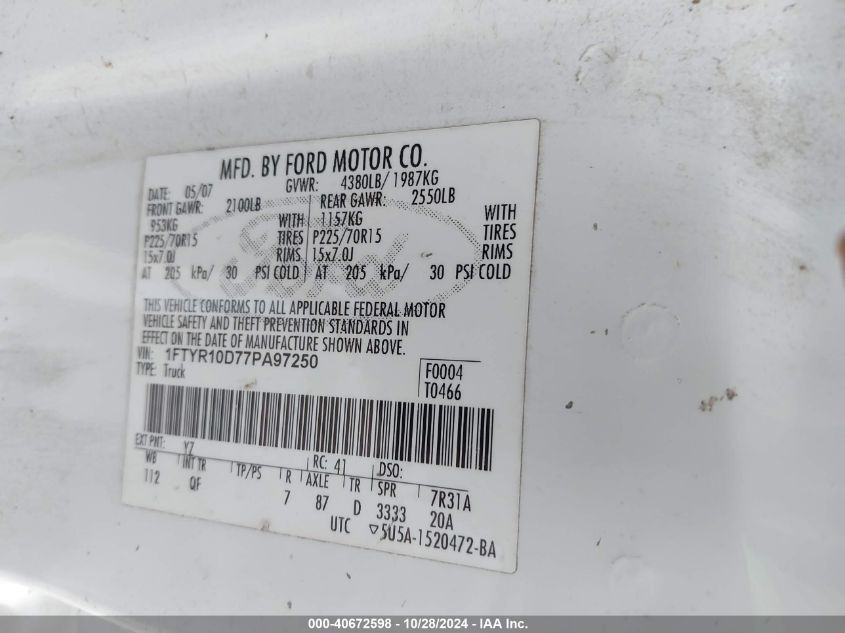 MFD. BY FORD MOTOR CO.
DATE: 05/07 GVWR: 4380LB/ 1987KG
FRONT GAWR: 2100LB REAR GAWR: 2550LB
953KG WITH 1157KG WITH
P225/70R15 TIRES P225/70R15 TIRES
15x7.0J RIMS 15x7.0J RIMS
AT 205 kPa/ 30 PSI COLD AT 205 kPa/ 30 PSI COLD
Ford
THIS VEHICLE CONFORMS TO ALL APPLICABLE FEDERAL MOTOR
VEHICLE SAFETY AND THEFT PREVENTION STANDARDS IN
EFFECT ON THE DATE OF MANUFACTURE SHOWN ABOVE.
VIN: 1FTYR10D77PA97250
TYPE: Truck
F0004
T0466
EXT PNT: YZ RC: 41 DSO:
WB INT TR TP/PS R AXLE TR SPR 7R31A
112 QF 7 87 D 3333 20A
UTC ▽5U5A-1520472-BA
000-40672598 - 10/28/2024 - IAA Inc.